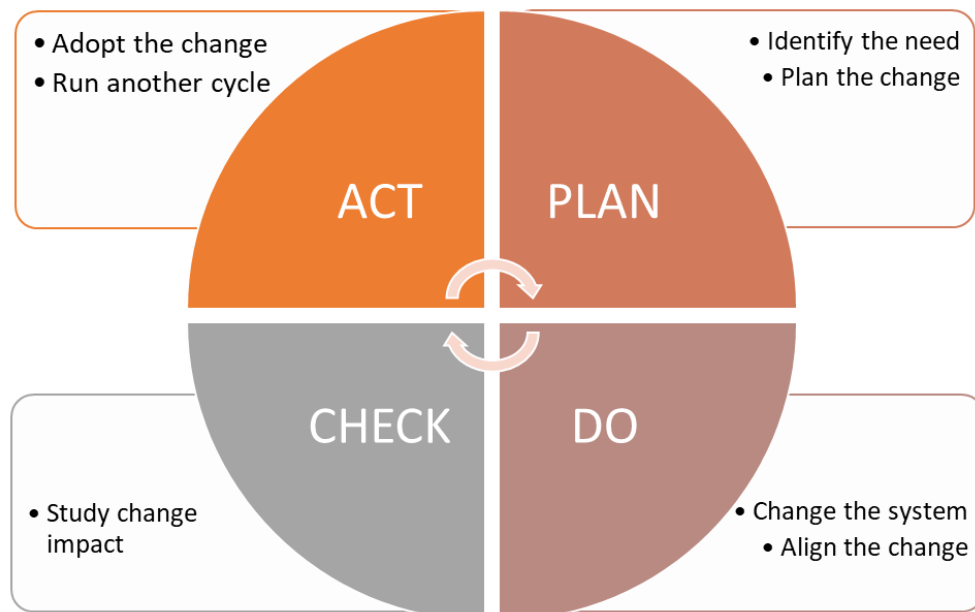 • Adopt the change
• Run another cycle
• Identify the need
• Plan the change
ACT
PLAN
CHECK
DO
• Study change
impact
• Change the system
• Align the change